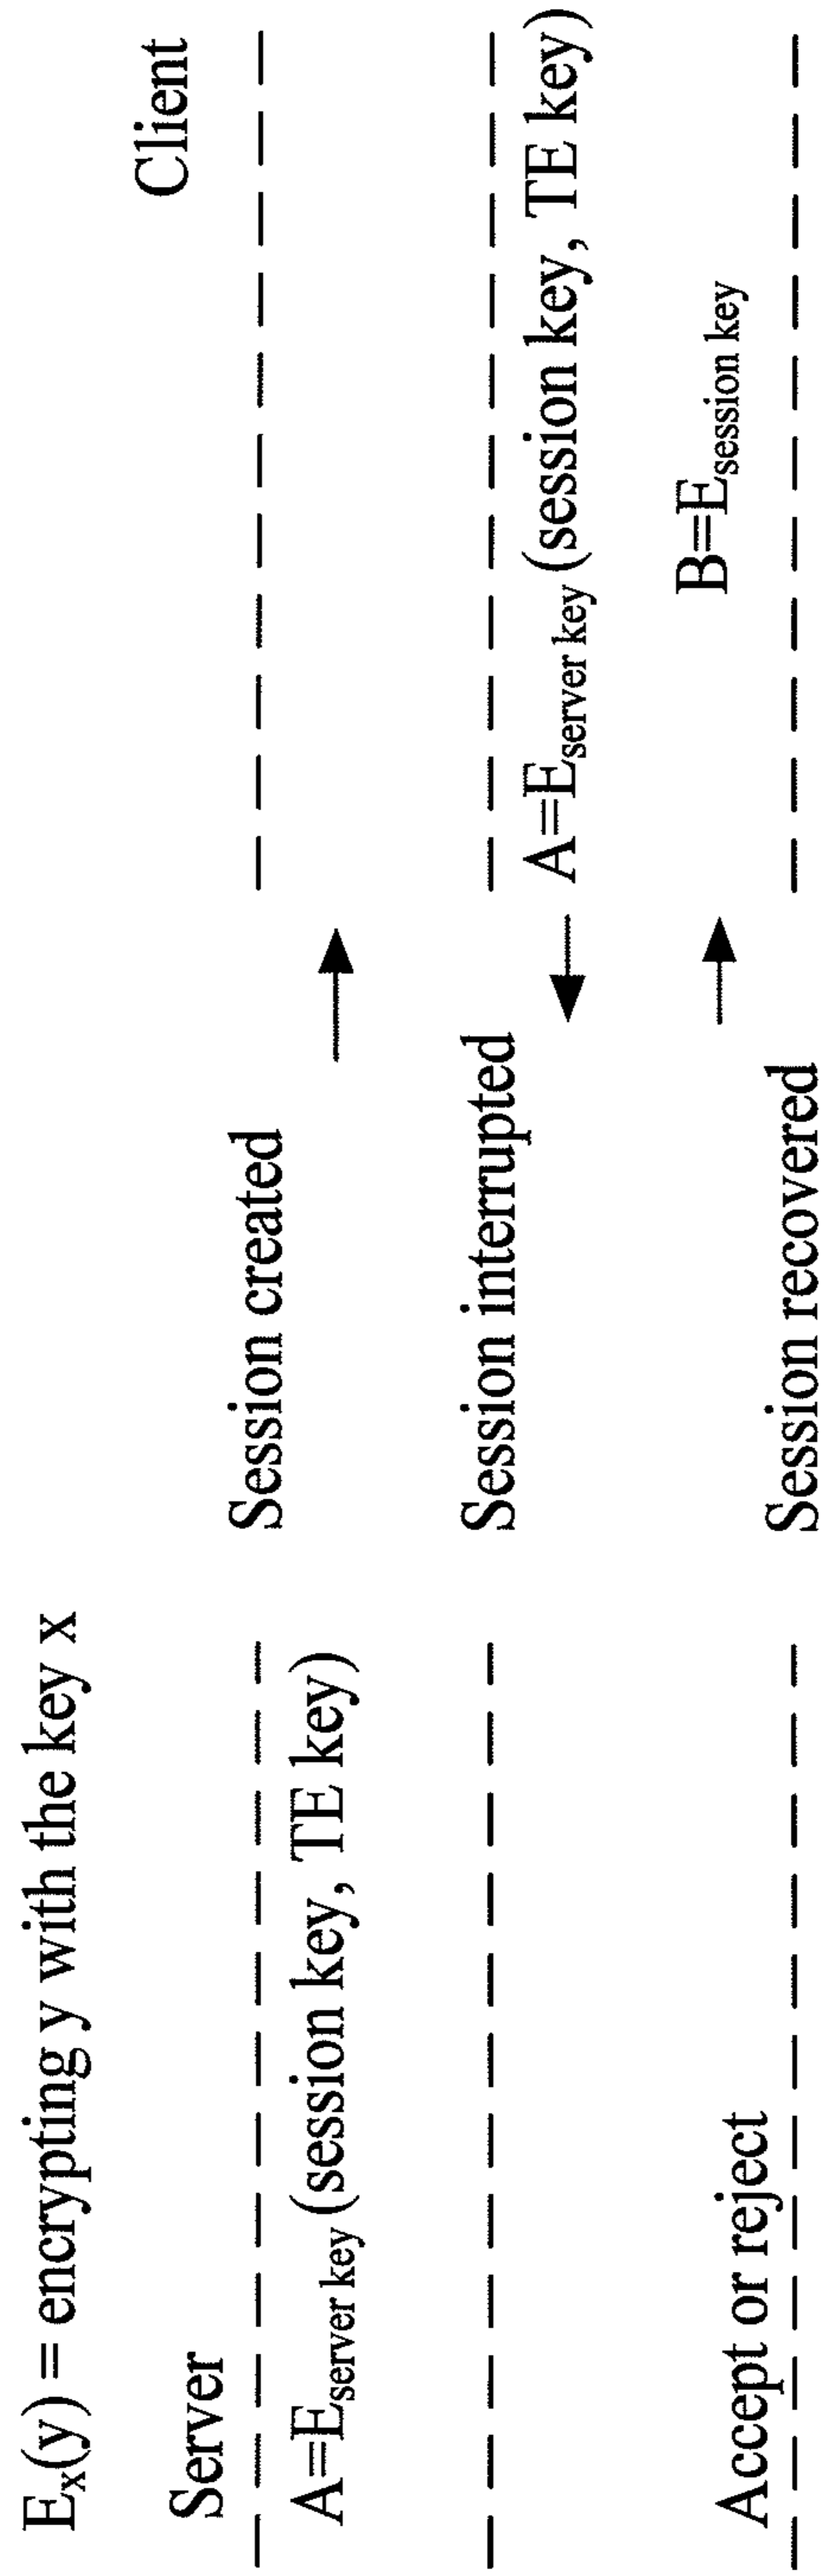 Eₓ(y) = encrypting y with the key x
Server
Client
Session created
A=Eserver key(session key, TE key)
Session interrupted
A=Eserver key(session key, TE key)
B=Esession key
Accept or reject
Session recovered